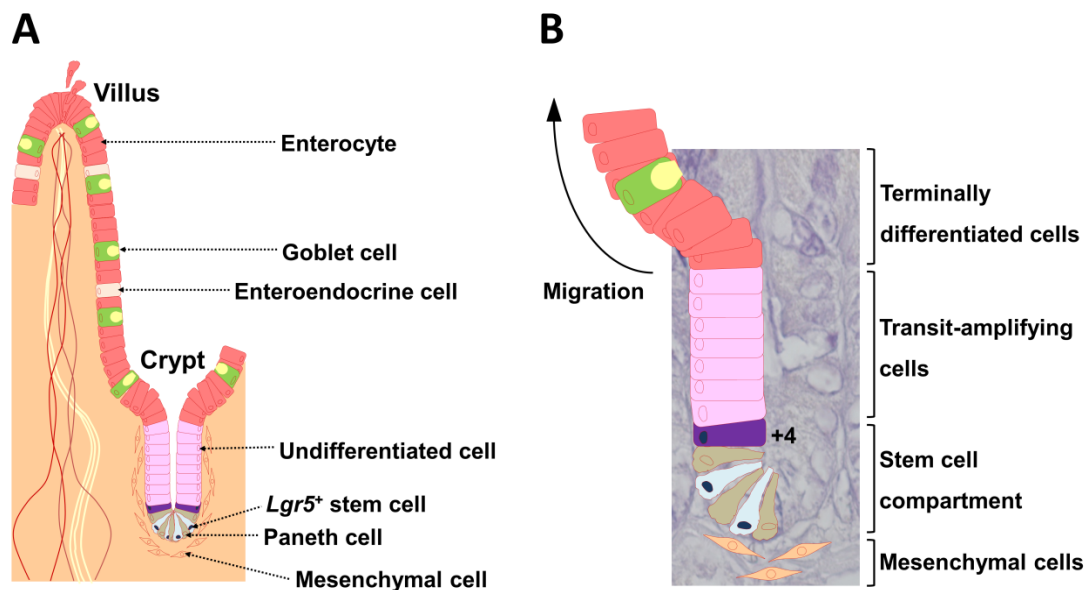 A
Villus
Enterocyte
Goblet cell
Enteroendocrine cell
Crypt
Undifferentiated cell
Lgr5⁺ stem cell
Paneth cell
Mesenchymal cell
B
Migration
Terminally
differentiated cells
Transit-amplifying
cells
+4
Stem cell
compartment
Mesenchymal cells